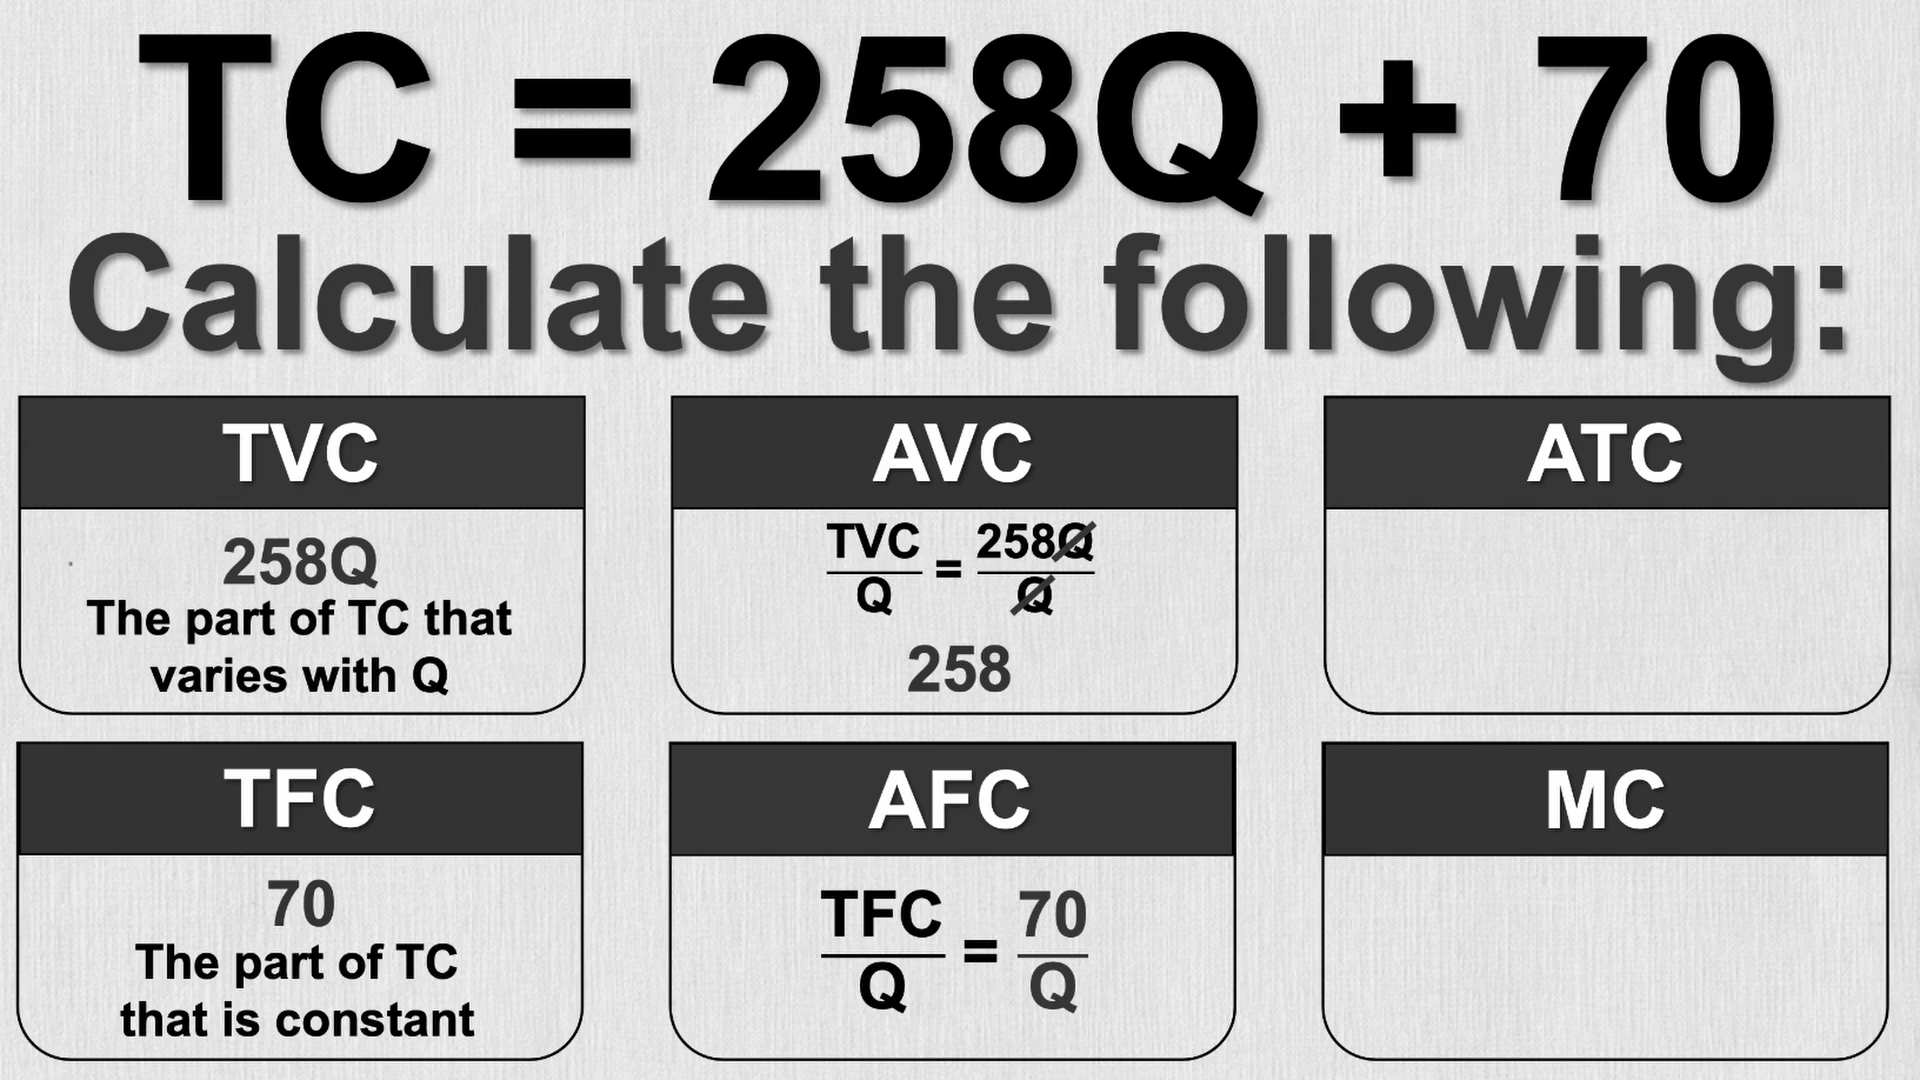 TC = 258Q + 70
Calculate the following:
TVC
258Q
The part of TC that
varies with Q
AVC
TVC/Q = 258Q/Q
258
ATC
TFC
70
The part of TC
that is constant
AFC
TFC/Q = 70/Q
MC